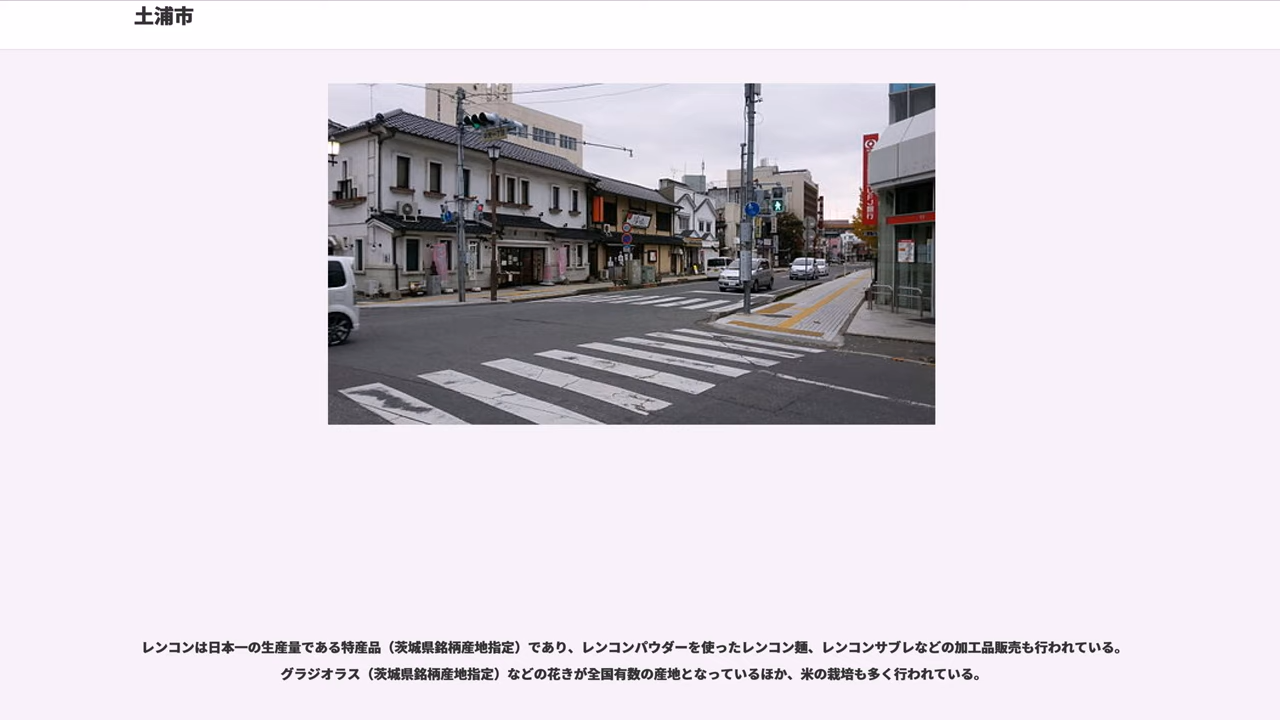 土浦市
レンコンは日本一の生産量である特産品（茨城県銘柄産地指定）であり、レンコンパウダーを使ったレンコン麺、レンコンサブレなどの加工品販売も行われている。
グラジオラス（茨城県銘柄産地指定）などの花きが全国有数の産地となっているほか、米の栽培も多く行われている。